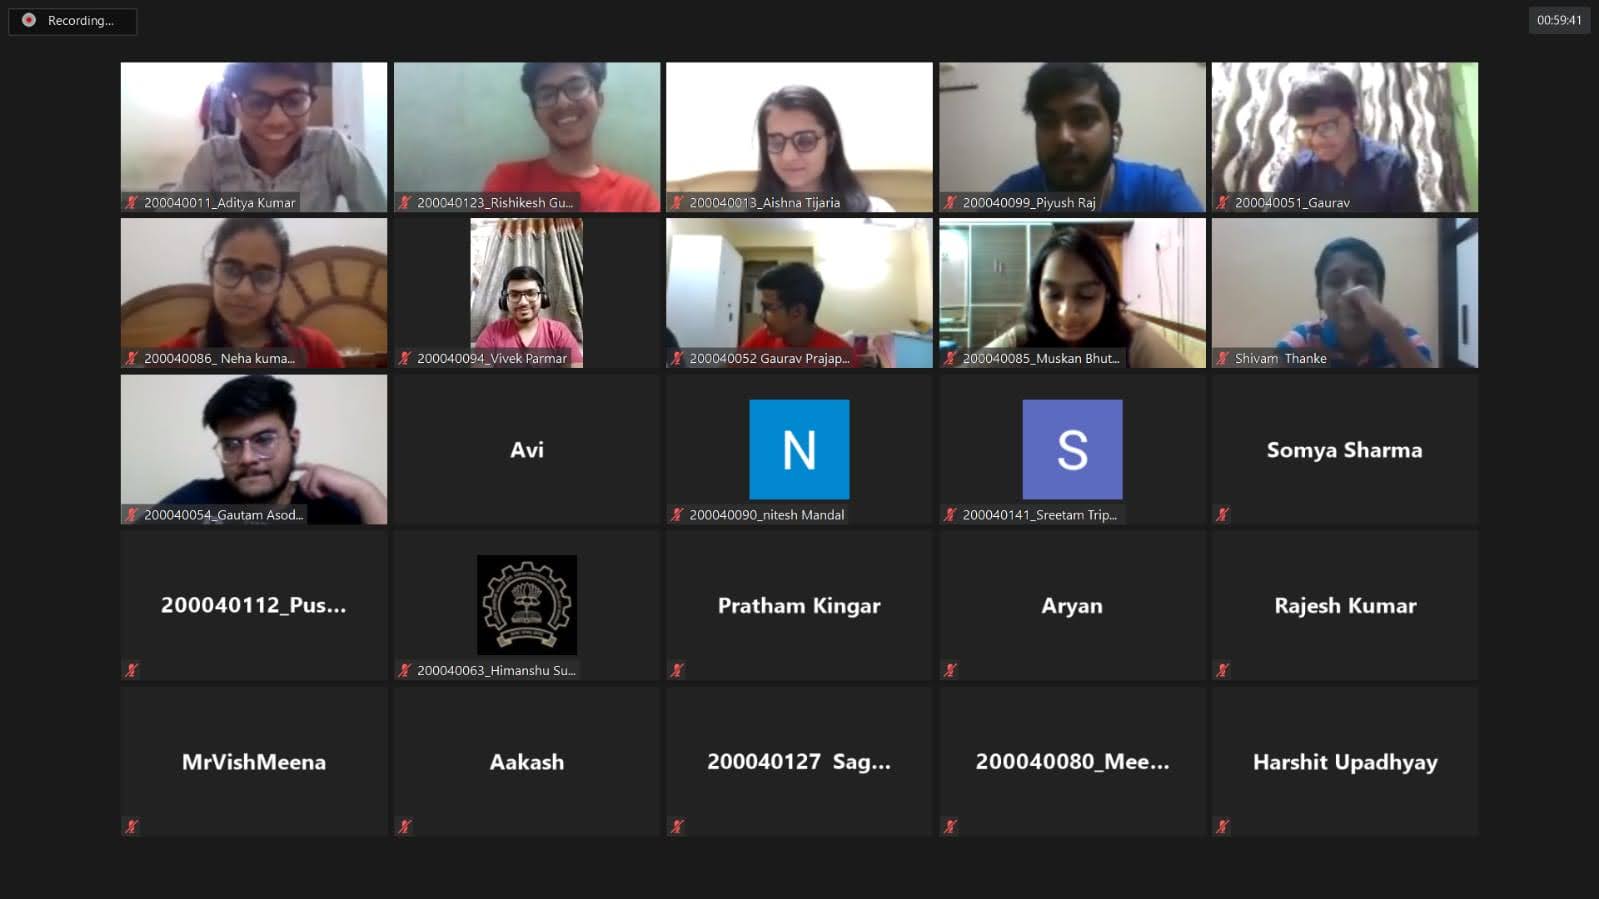 Recording...
00:59:41
200040011_Aditya Kumar
200040123_Rishikesh Gu...
200040013_Aishna Tijaria
200040099_Piyush Raj
200040051_Gaurav
200040086_ Neha kuma...
200040094_Vivek Parmar
200040052 Gaurav Prajap...
200040085_Muskan Bhut...
Shivam Thanke
200040054_Gautam Asod...
Avi
N
200040090_nitesh Mandal
S
200040141_Sreetam Trip...
Somya Sharma
200040112_Pus...
200040063_Himanshu Su...
Pratham Kingar
Aryan
Rajesh Kumar
MrVishMeena
Aakash
200040127 Sag...
200040080_Mee...
Harshit Upadhyay